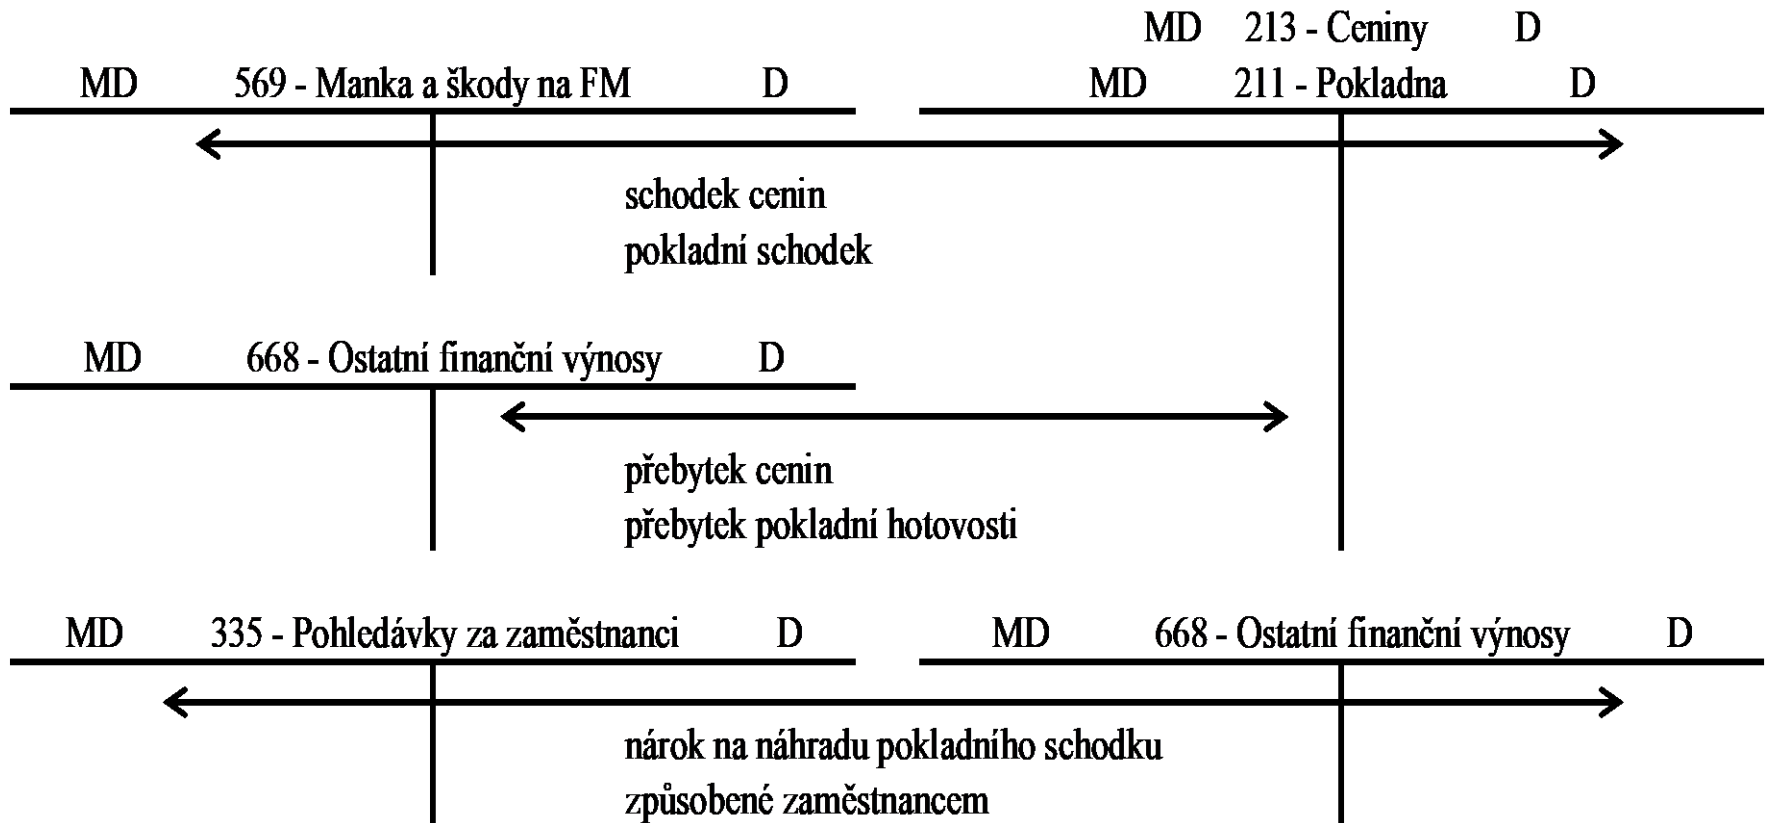 MD 213 - Ceniny D
MD 569 - Manka a škody na FM D MD 211 - Pokladna D
schodek cenin
pokladní schodek
MD 668 - Ostatní finanční výnosy D
přebytek cenin
přebytek pokladní hotovosti
MD 335 - Pohledávky za zaměstnanci D MD 668 - Ostatní finanční výnosy D
nárok na náhradu pokladního schodku
způsobené zaměstnancem